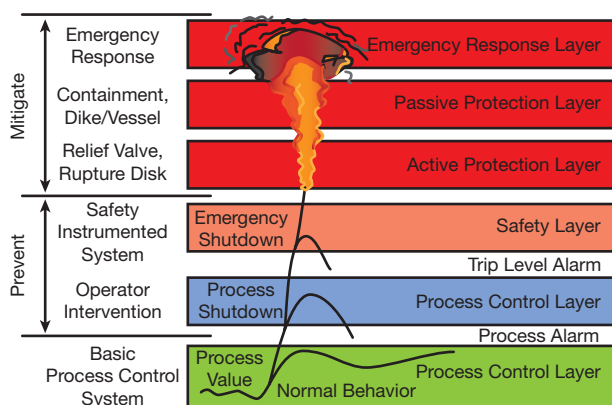 Mitigate
Emergency
Response
Emergency Response Layer
Containment,
Dike/Vessel
Passive Protection Layer
Relief Valve,
Rupture Disk
Active Protection Layer
Prevent
Safety
Instrumented
System
Emergency
Shutdown
Safety Layer
Trip Level Alarm
Operator
Intervention
Process
Shutdown
Process Control Layer
Process Alarm
Basic
Process Control
System
Process
Value
Normal Behavior
Process Control Layer